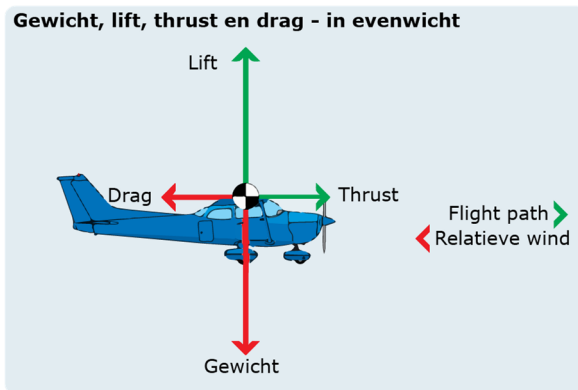 Gewicht, lift, thrust en drag - in evenwicht
Lift
Drag
Thrust
Flight path
Relatieve wind
Gewicht